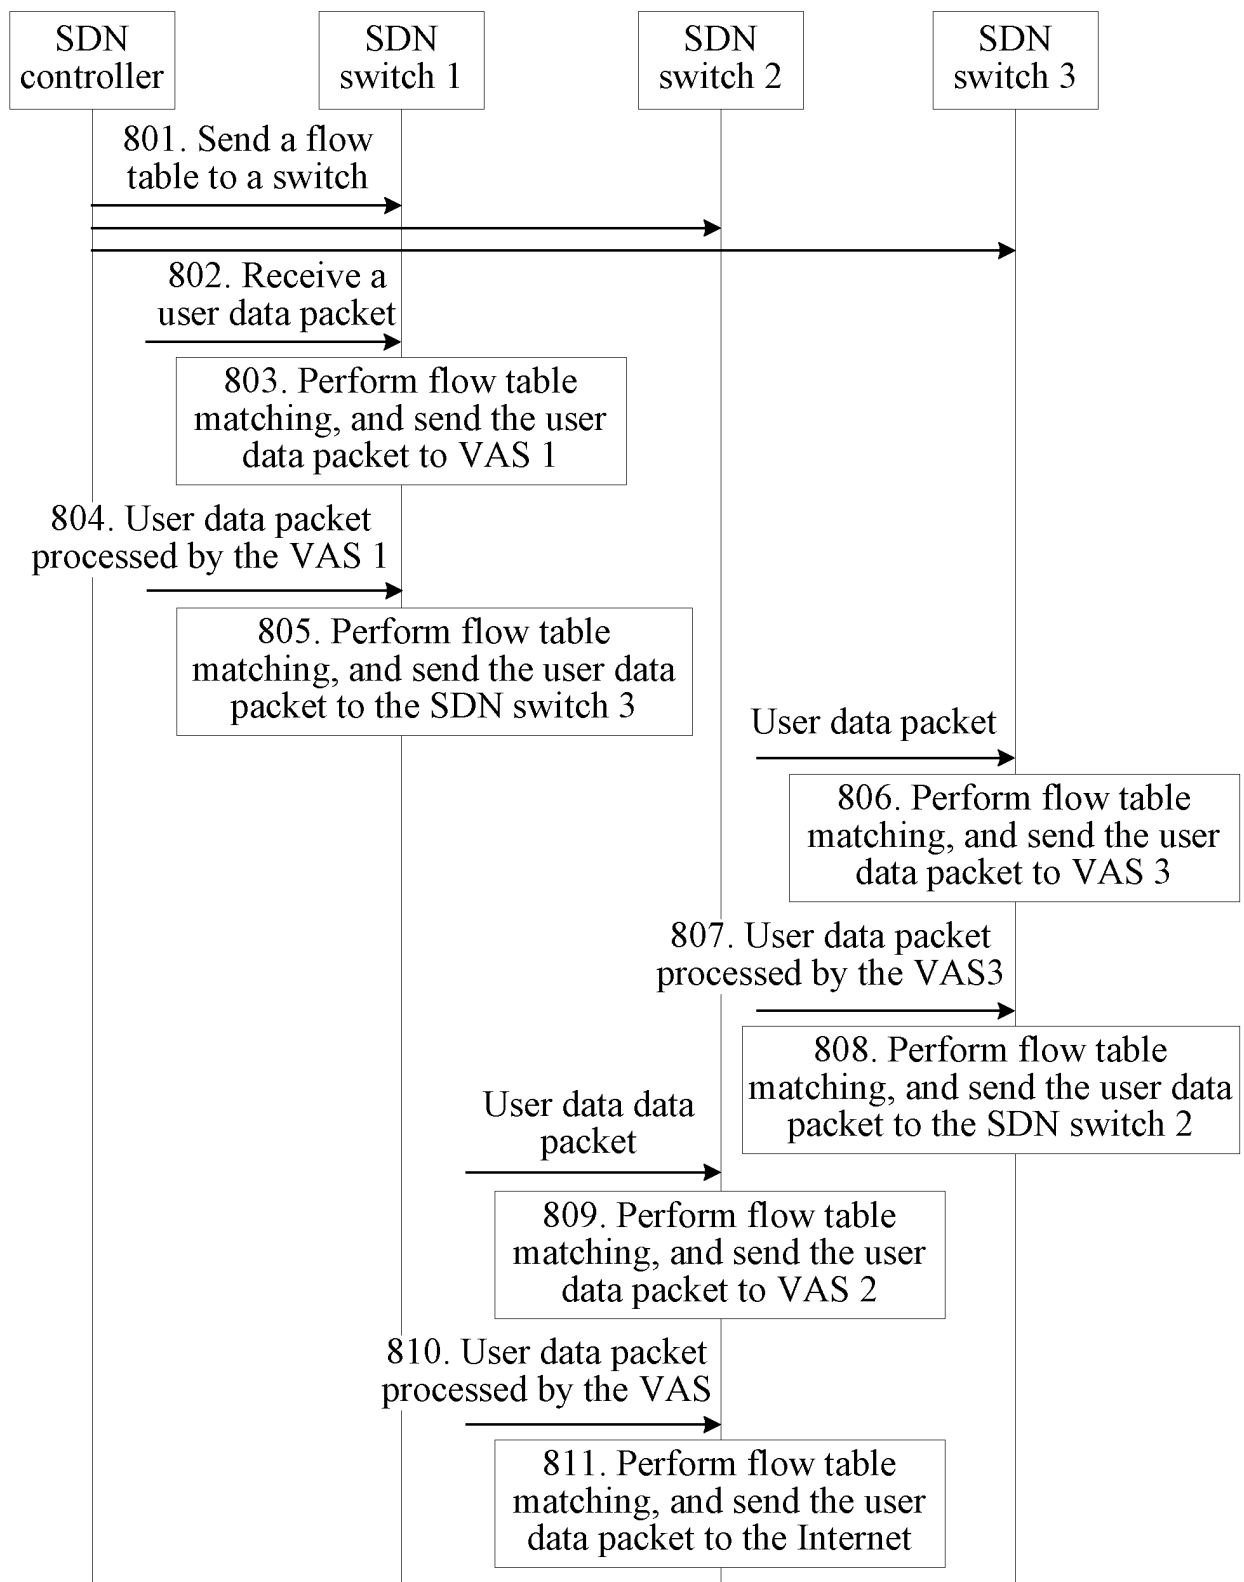 SDN
controller
SDN
switch 1
SDN
switch 2
SDN
switch 3
801. Send a flow
table to a switch
802. Receive a
user data packet
803. Perform flow table
matching, and send the user
data packet to VAS 1
804. User data packet
processed by the VAS 1
805. Perform flow table
matching, and send the user data
packet to the SDN switch 3
User data packet
806. Perform flow table
matching, and send the user
data packet to VAS 3
807. User data packet
processed by the VAS3
808. Perform flow table
matching, and send the user data
packet to the SDN switch 2
User data data
packet
809. Perform flow table
matching, and send the user
data packet to VAS 2
810. User data packet
processed by the VAS
811. Perform flow table
matching, and send the user
data packet to the Internet